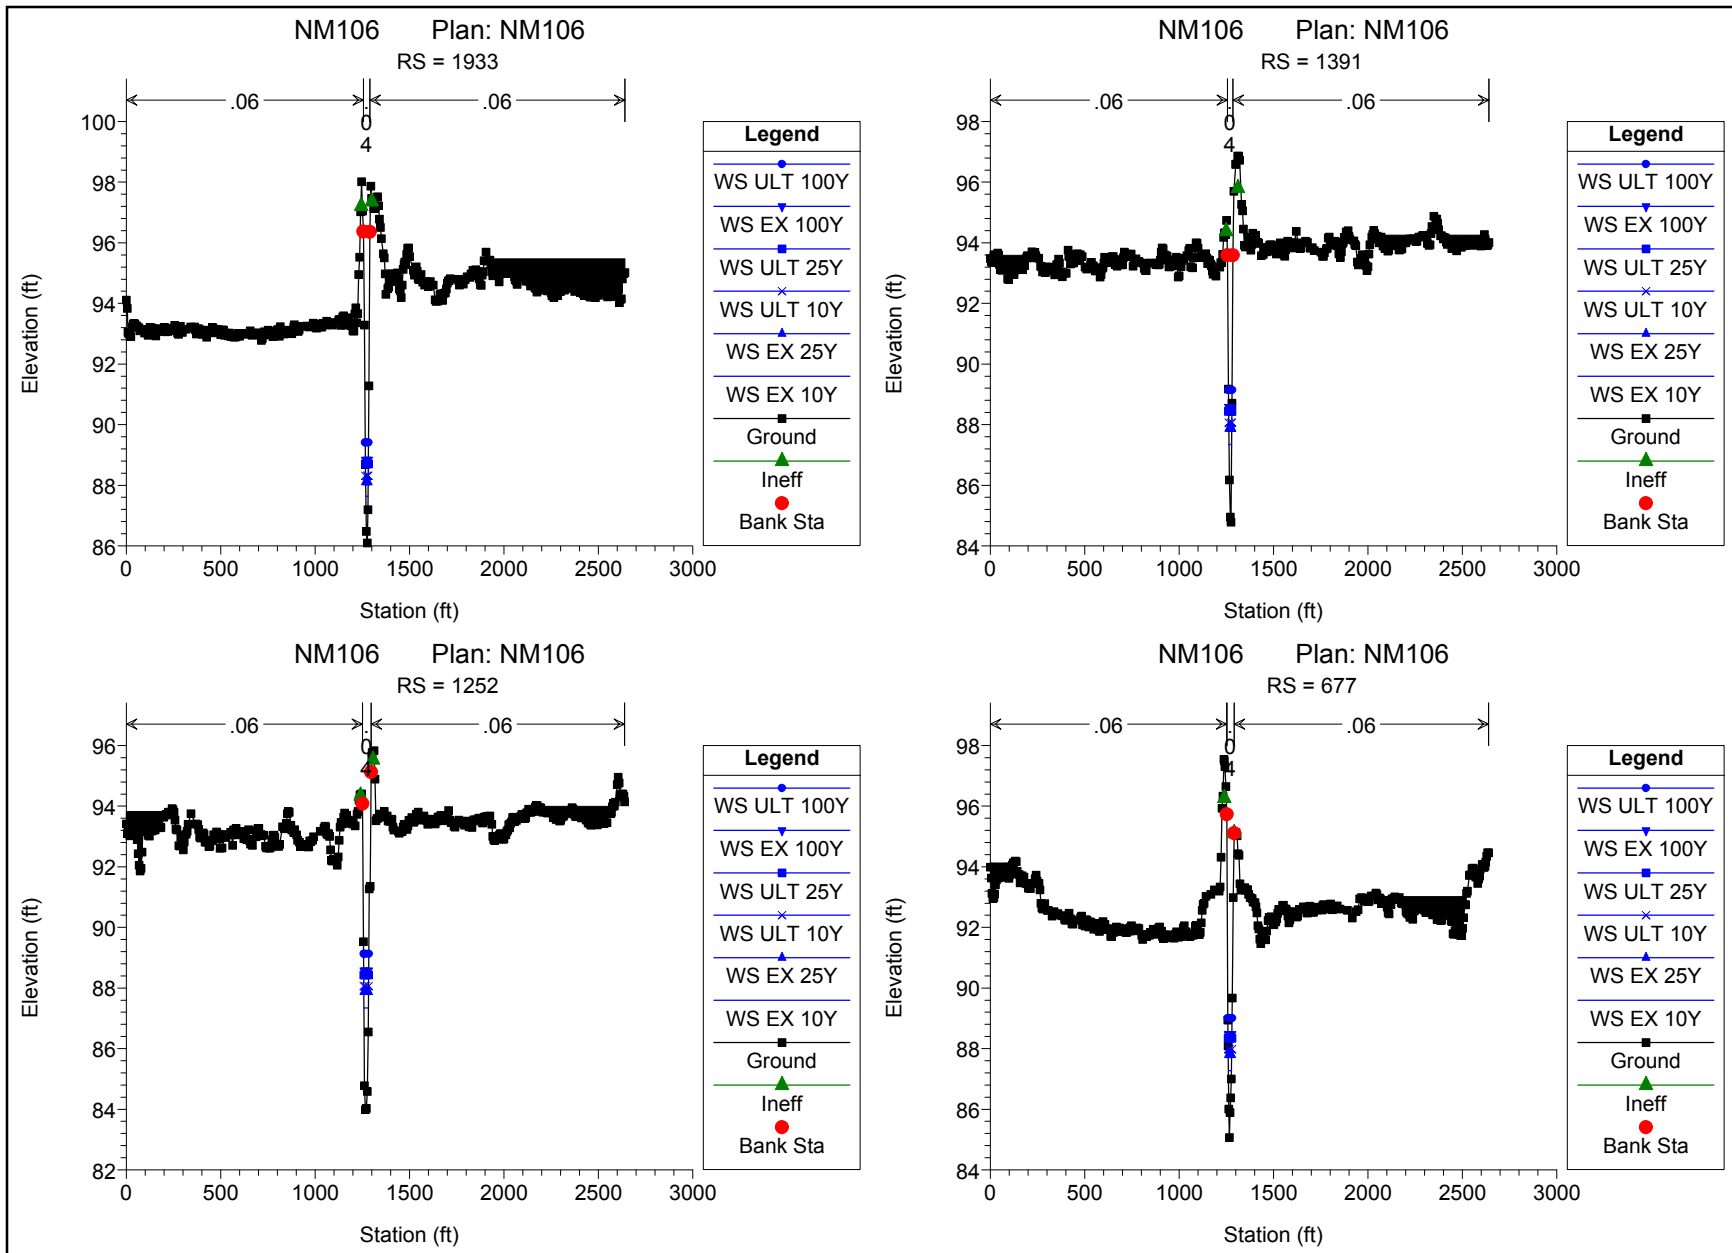 NM106 Plan: NM106
RS = 1933
.06 .04 .06
Elevation (ft)
100
98
96
94
92
90
88
86
0 500 1000 1500 2000 2500 3000
Station (ft)
Legend
WS ULT 100Y
WS EX 100Y
WS ULT 25Y
WS ULT 10Y
WS EX 25Y
WS EX 10Y
Ground
Ineff
Bank Sta
NM106 Plan: NM106
RS = 1391
.06 .04 .06
Elevation (ft)
98
96
94
92
90
88
86
84
0 500 1000 1500 2000 2500 3000
Station (ft)
Legend
WS ULT 100Y
WS EX 100Y
WS ULT 25Y
WS ULT 10Y
WS EX 25Y
WS EX 10Y
Ground
Ineff
Bank Sta
NM106 Plan: NM106
RS = 1252
.06 .04 .06
Elevation (ft)
96
94
92
90
88
86
84
82
0 500 1000 1500 2000 2500 3000
Station (ft)
Legend
WS ULT 100Y
WS EX 100Y
WS ULT 25Y
WS ULT 10Y
WS EX 25Y
WS EX 10Y
Ground
Ineff
Bank Sta
NM106 Plan: NM106
RS = 677
.06 .04 .06
Elevation (ft)
98
96
94
92
90
88
86
84
0 500 1000 1500 2000 2500 3000
Station (ft)
Legend
WS ULT 100Y
WS EX 100Y
WS ULT 25Y
WS ULT 10Y
WS EX 25Y
WS EX 10Y
Ground
Ineff
Bank Sta